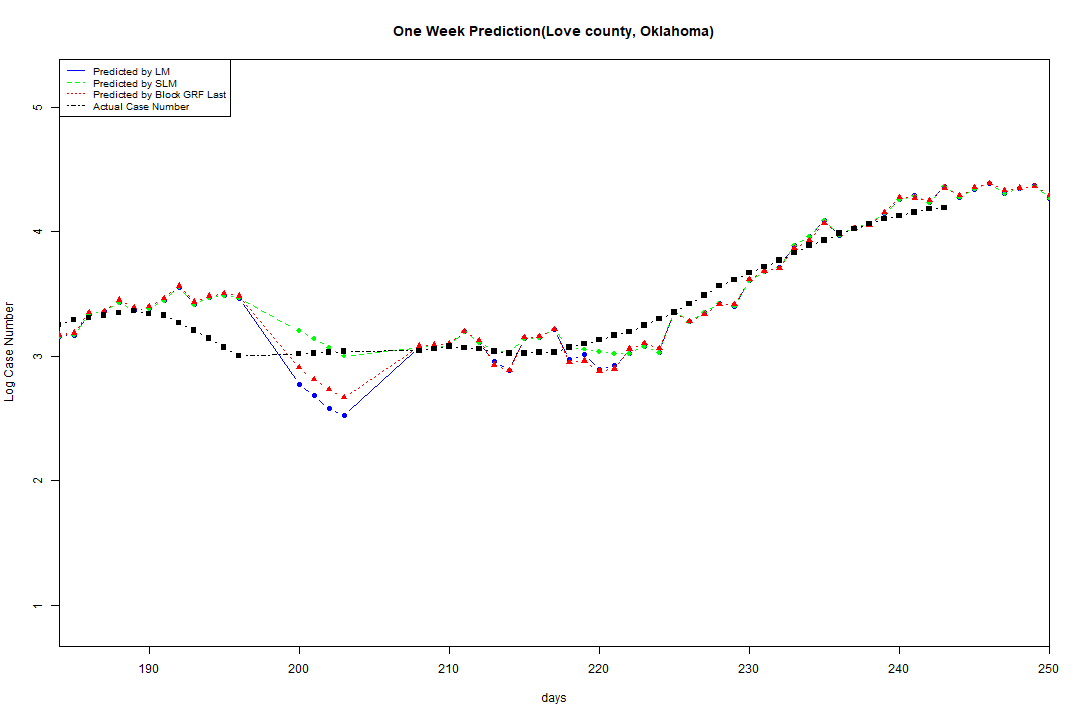 One Week Prediction(Love county, Oklahoma)
Predicted by LM
Predicted by SLM
Predicted by Block GRF Last
Actual Case Number
5
4
3
2
1
Log Case Number
190 200 210 220 230 240 250
days